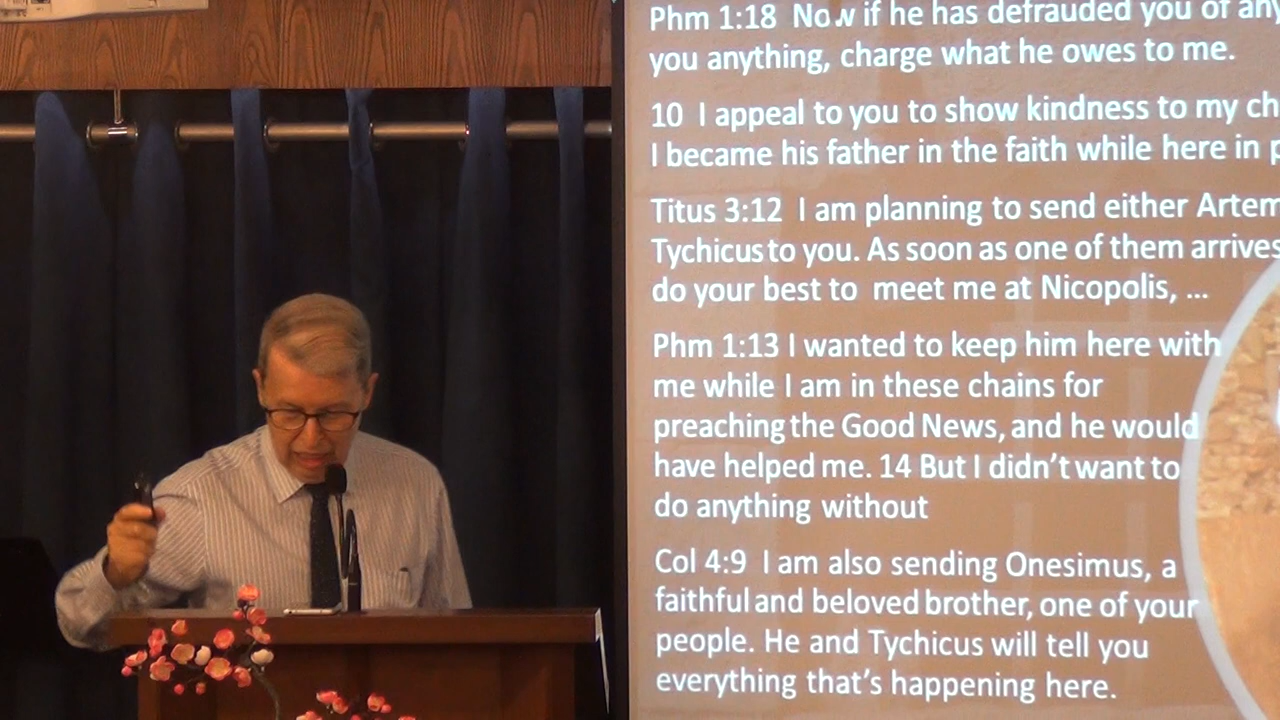 Phm 1:18 Now if he has defrauded you of any
you anything, charge what he owes to me.
10 I appeal to you to show kindness to my ch
I became his father in the faith while here in p
Titus 3:12 I am planning to send either Artem
Tychicus to you. As soon as one of them arrives
do your best to meet me at Nicopolis, ...
Phm 1:13 I wanted to keep him here with
me while I am in these chains for
preaching the Good News, and he would
have helped me. 14 But I didn't want to
do anything without
Col 4:9 I am also sending Onesimus, a
faithful and beloved brother, one of your
people. He and Tychicus will tell you
everything that's happening here.